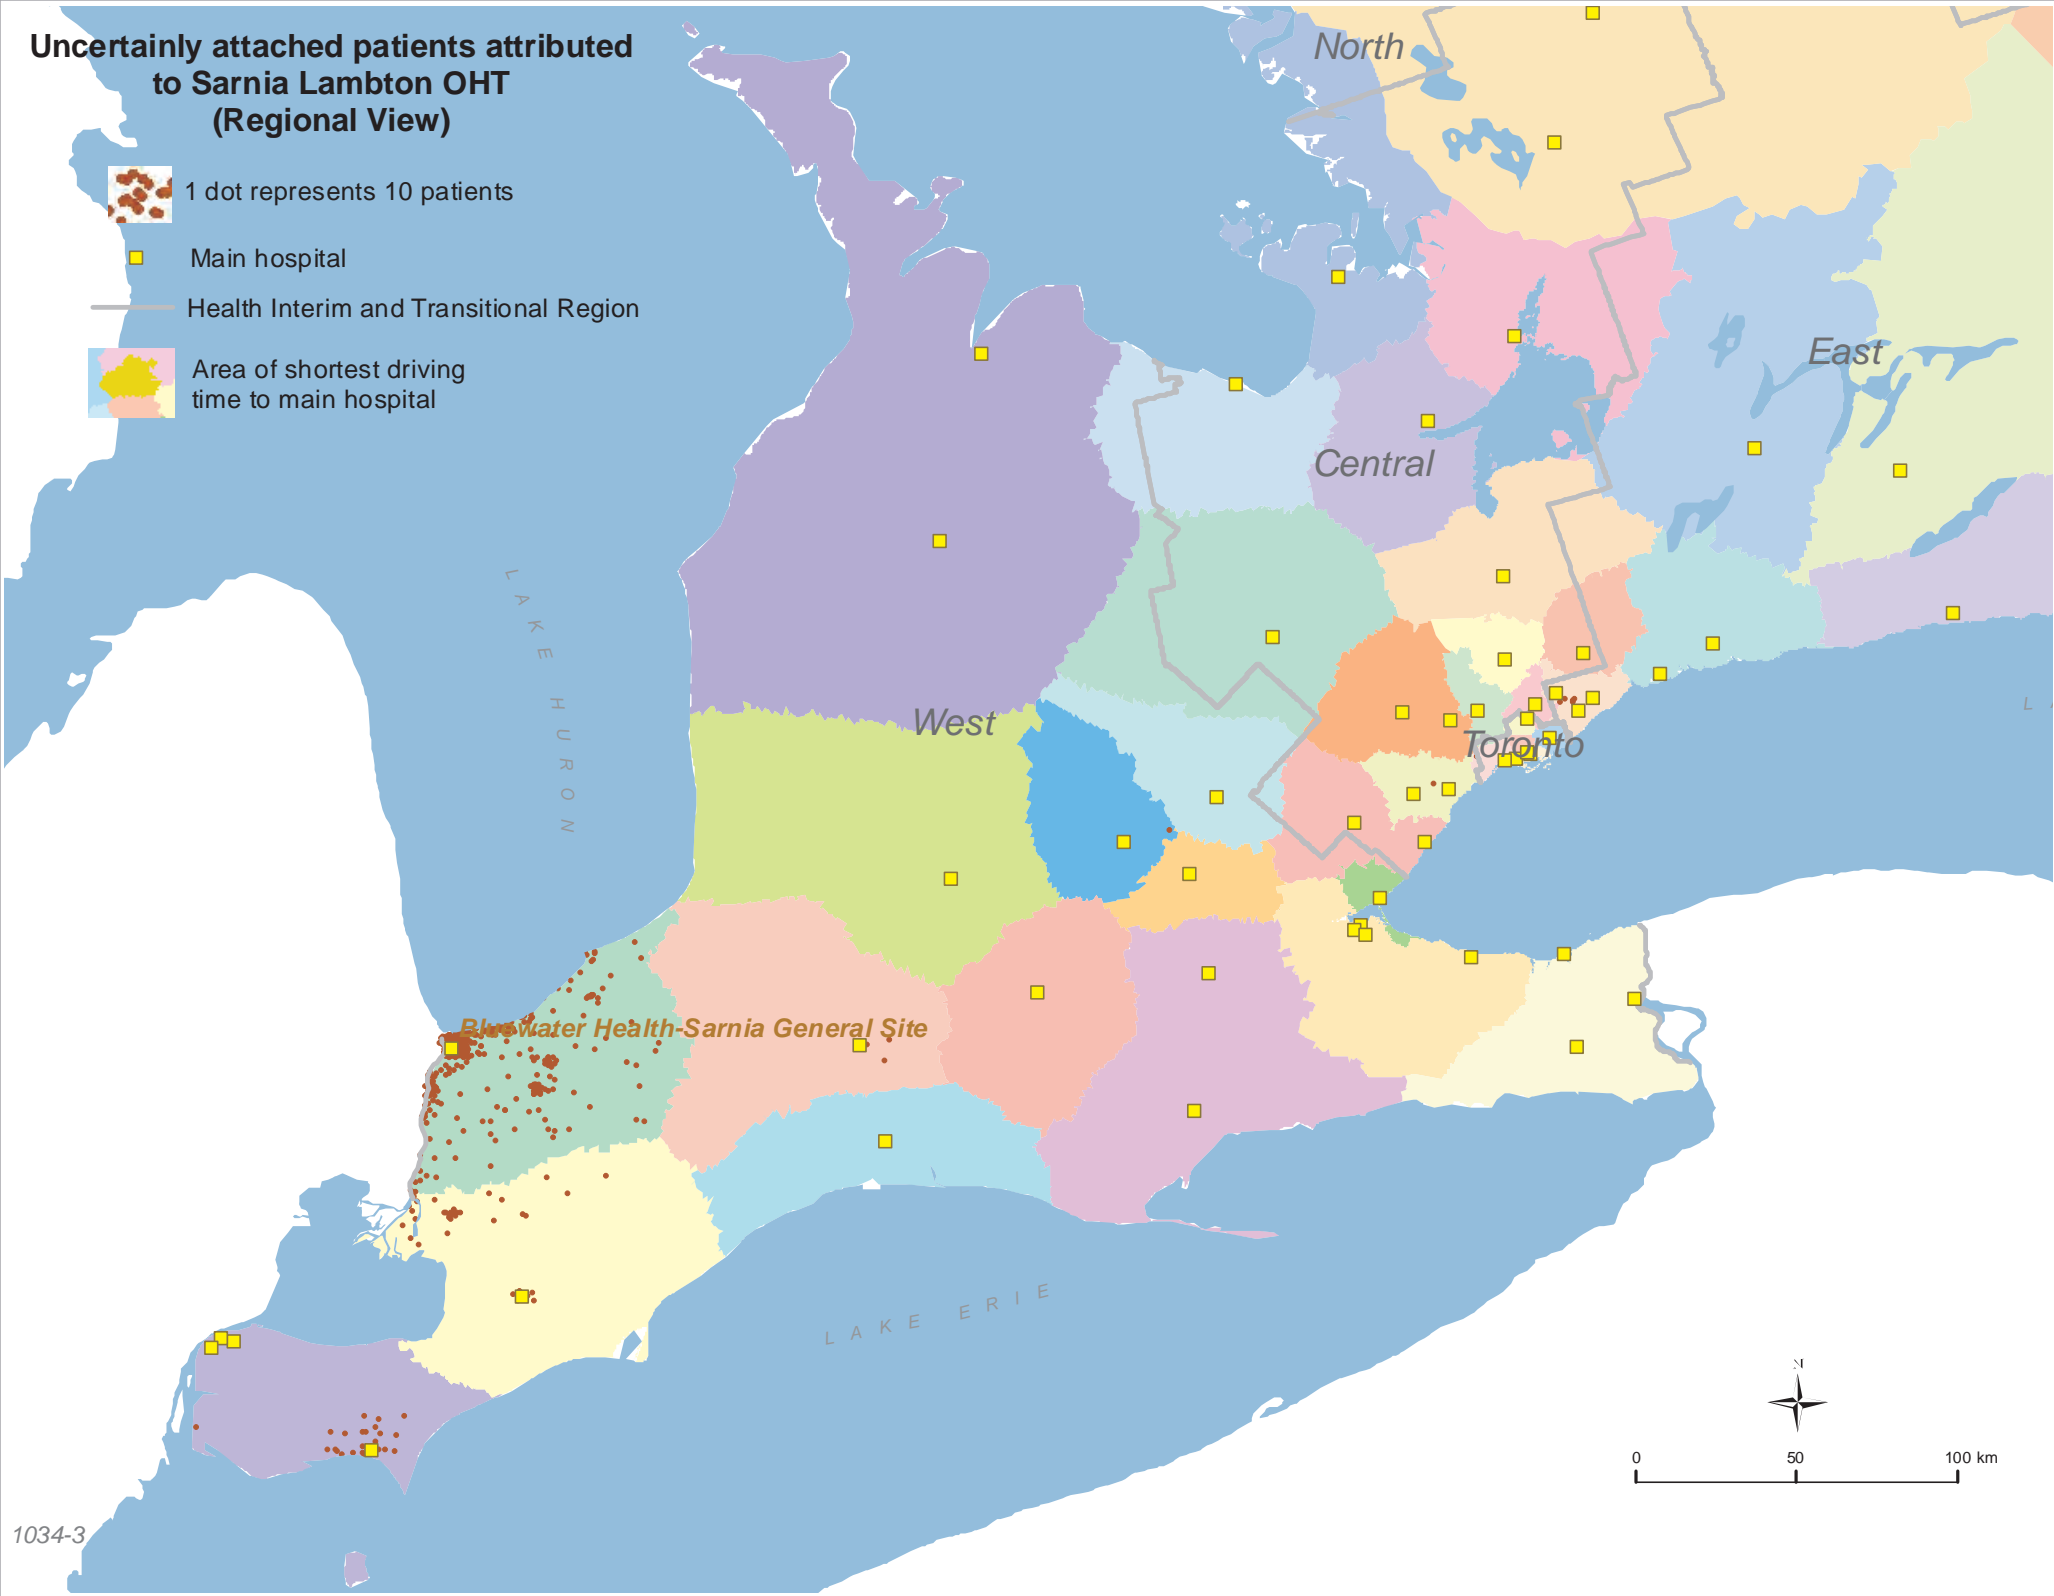 Uncertainly attached patients attributed
to Sarnia Lambton OHT
(Regional View)
1 dot represents 10 patients
Main hospital
Health Interim and Transitional Region
Area of shortest driving
time to main hospital
North
East
Central
West
Toronto
LAKE HURON
L A
Bluewater Health-Sarnia General Site
LAKE ERIE
N
0 50 100 km
1034-3